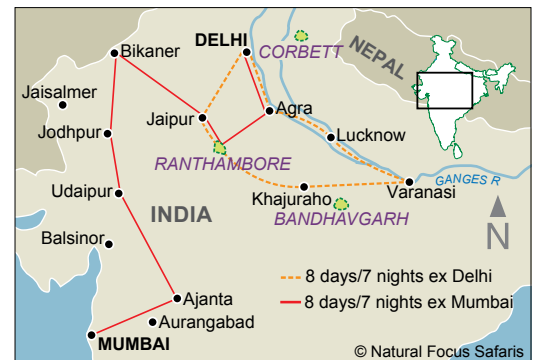 DELHI
CORBETT
NEPAL
Bikaner
Jaisalmer
Jaipur
Agra
Jodhpur
Lucknow
RANTHAMBORE
Udaipur
Khajuraho
Varanasi
GANGES R
INDIA
BANDHAVGARH
N
Balsinor
8 days/7 nights ex Delhi
Ajanta
8 days/7 nights ex Mumbai
Aurangabad
MUMBAI
© Natural Focus Safaris